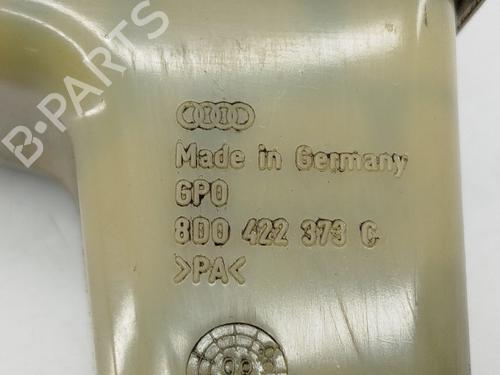 B-PARTS
Made in Germany
GPO
8D0 422 373 C
>PA<